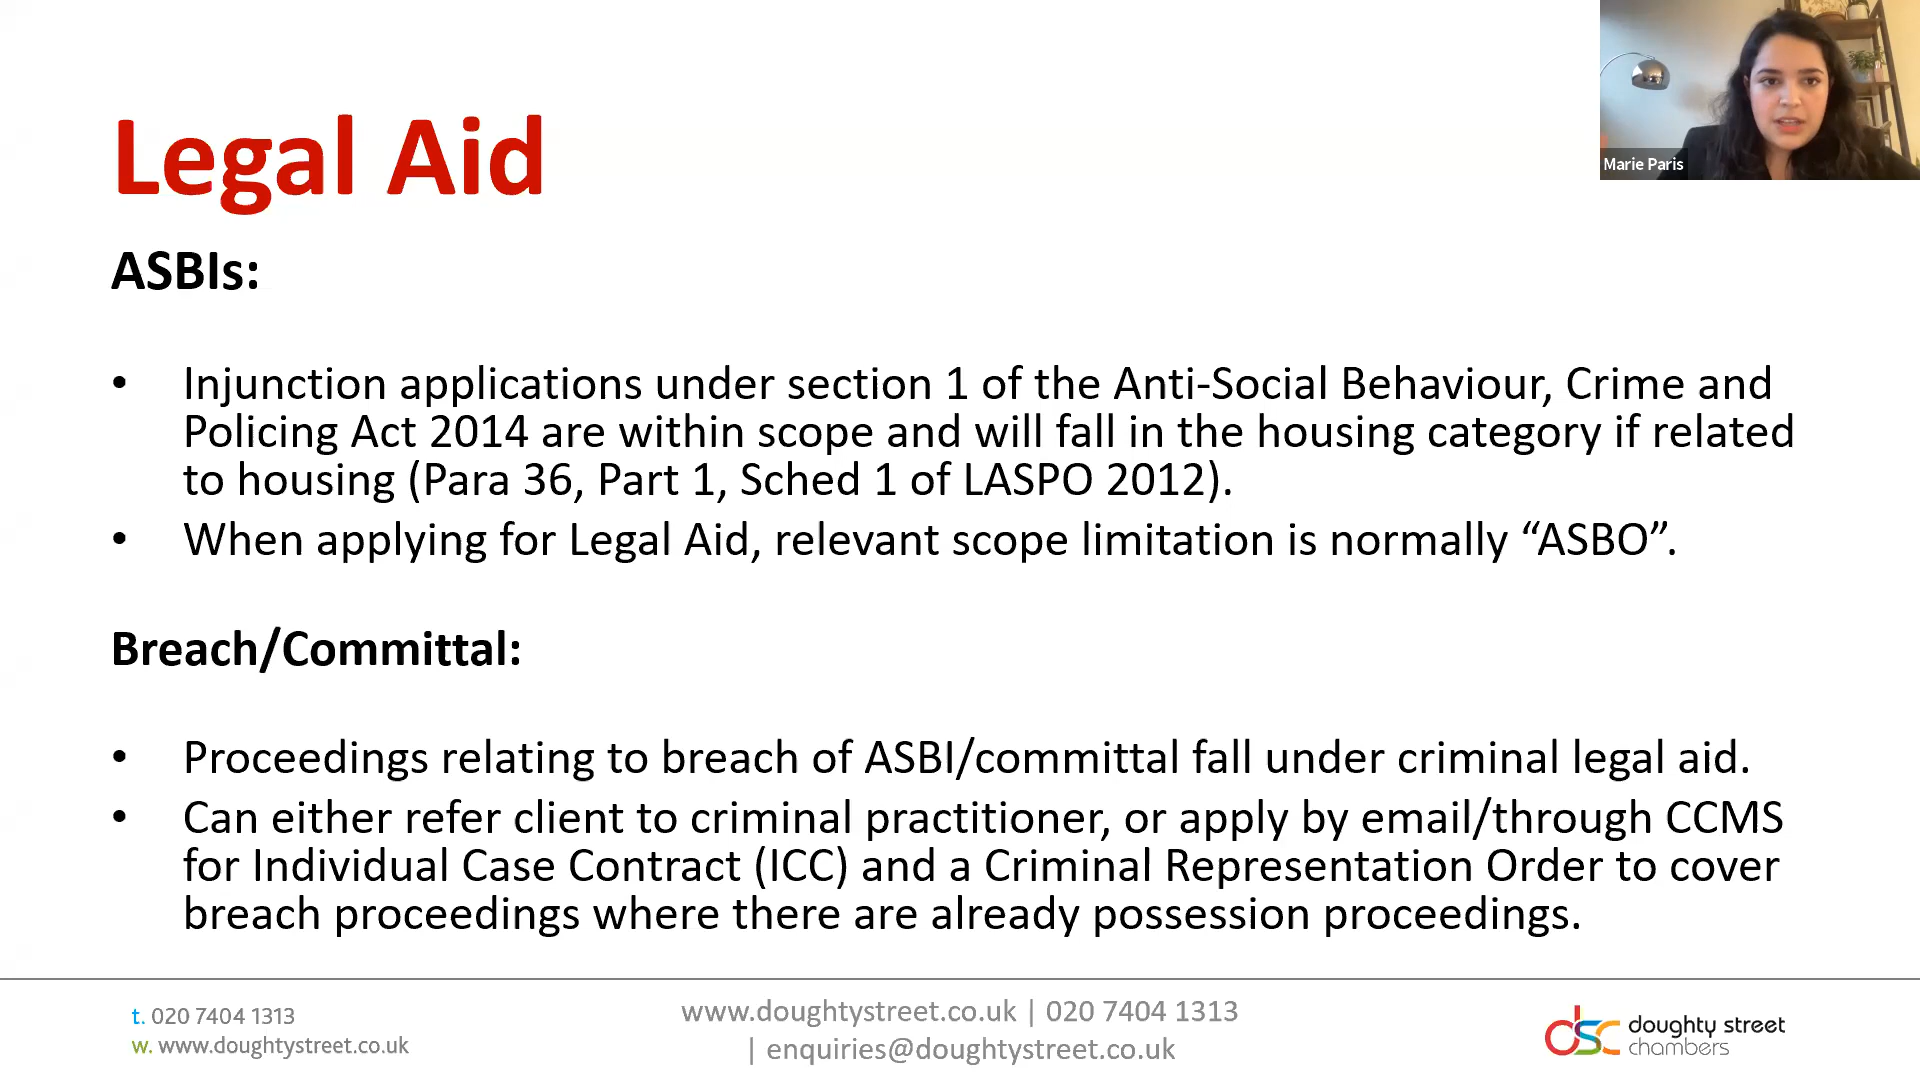 Legal Aid
Marie Paris
ASBIs:
• Injunction applications under section 1 of the Anti-Social Behaviour, Crime and
Policing Act 2014 are within scope and will fall in the housing category if related
to housing (Para 36, Part 1, Sched 1 of LASPO 2012).
• When applying for Legal Aid, relevant scope limitation is normally “ASBO”.
Breach/Committal:
• Proceedings relating to breach of ASBI/committal fall under criminal legal aid.
• Can either refer client to criminal practitioner, or apply by email/through CCMS
for Individual Case Contract (ICC) and a Criminal Representation Order to cover
breach proceedings where there are already possession proceedings.
t. 020 7404 1313
w. www.doughtystreet.co.uk
www.doughtystreet.co.uk | 020 7404 1313
| enquiries@doughtystreet.co.uk
dsc doughty street
chambers